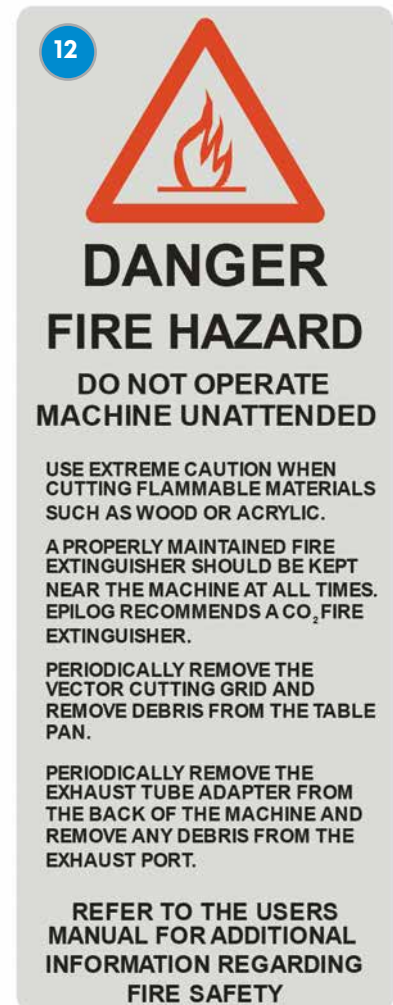 12
DANGER
FIRE HAZARD
DO NOT OPERATE
MACHINE UNATTENDED
USE EXTREME CAUTION WHEN
CUTTING FLAMMABLE MATERIALS
SUCH AS WOOD OR ACRYLIC.
A PROPERLY MAINTAINED FIRE
EXTINGUISHER SHOULD BE KEPT
NEAR THE MACHINE AT ALL TIMES.
EPILOG RECOMMENDS A CO₂ FIRE
EXTINGUISHER.
PERIODICALLY REMOVE THE
VECTOR CUTTING GRID AND
REMOVE DEBRIS FROM THE TABLE
PAN.
PERIODICALLY REMOVE THE
EXHAUST TUBE ADAPTER FROM
THE BACK OF THE MACHINE AND
REMOVE ANY DEBRIS FROM THE
EXHAUST PORT.
REFER TO THE USERS
MANUAL FOR ADDITIONAL
INFORMATION REGARDING
FIRE SAFETY